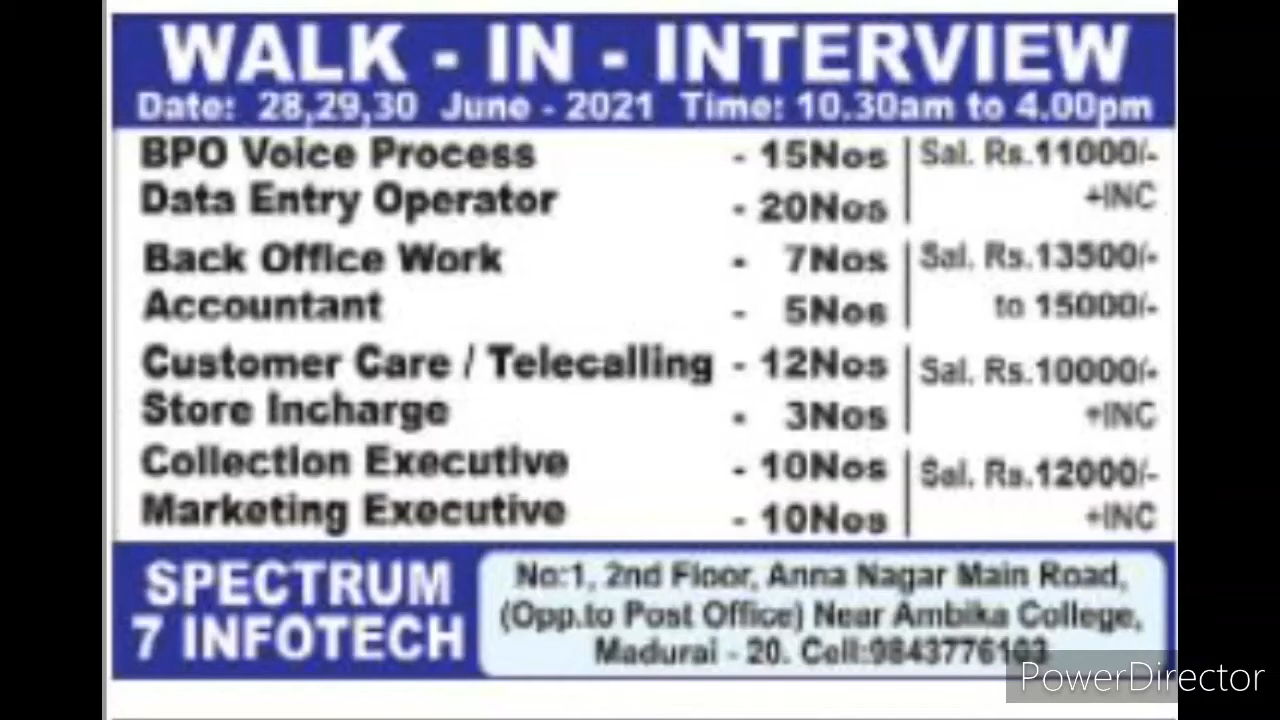 WALK - IN - INTERVIEW
Date: 28,29,30 June - 2021 Time: 10.30am to 4.00pm
BPO Voice Process - 15Nos Sal. Rs.11000/-
Data Entry Operator - 20Nos +INC
Back Office Work - 7Nos Sal. Rs.13500/-
Accountant - 5Nos to 15000/-
Customer Care / Telecalling - 12Nos Sal. Rs.10000/-
Store Incharge - 3Nos +INC
Collection Executive - 10Nos Sal. Rs.12000/-
Marketing Executive - 10Nos +INC
SPECTRUM
7 INFOTECH
No:1, 2nd Floor, Anna Nagar Main Road,
(Opp.to Post Office) Near Ambika College,
Madurai - 20. Cell:
PowerDirector